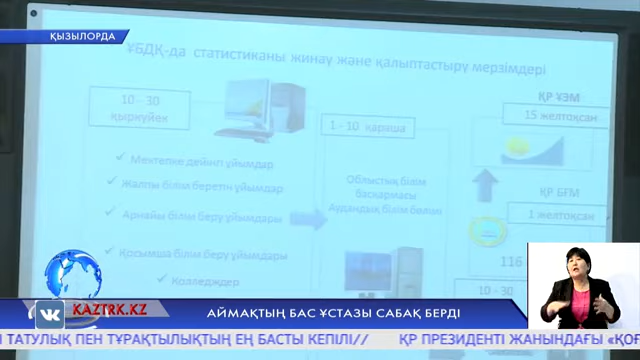 ҚЫЗЫЛОРДА
ҰБДҚ-да статистиканы жинау және қалыптастыру мерзімдері
10 - 30
қыркүйек
1 - 10 қараша
ҚР ҰЭМ
15 желтоқсан
Мектепке дейінгі ұйымдар
Жалпы білім беретін ұйымдар
Арнайы білім беру ұйымдары
Қосымша білім беру ұйымдары
Колледждер
Облыстық білім
басқармасы
Аудандық білім бөлімі
ҚР БҒМ
1 желтоқсан
116
10 - 30
KAZTRK.KZ
АЙМАҚТЫҢ БАС ҰСТАЗЫ САБАҚ БЕРДІ
ТАТУЛЫҚ ПЕН ТҰРАҚТЫЛЫҚТЫҢ ЕҢ БАСТЫ КЕПІЛІ// ҚР ПРЕЗИДЕНТІ ЖАНЫНДАҒЫ «ҚОҒ